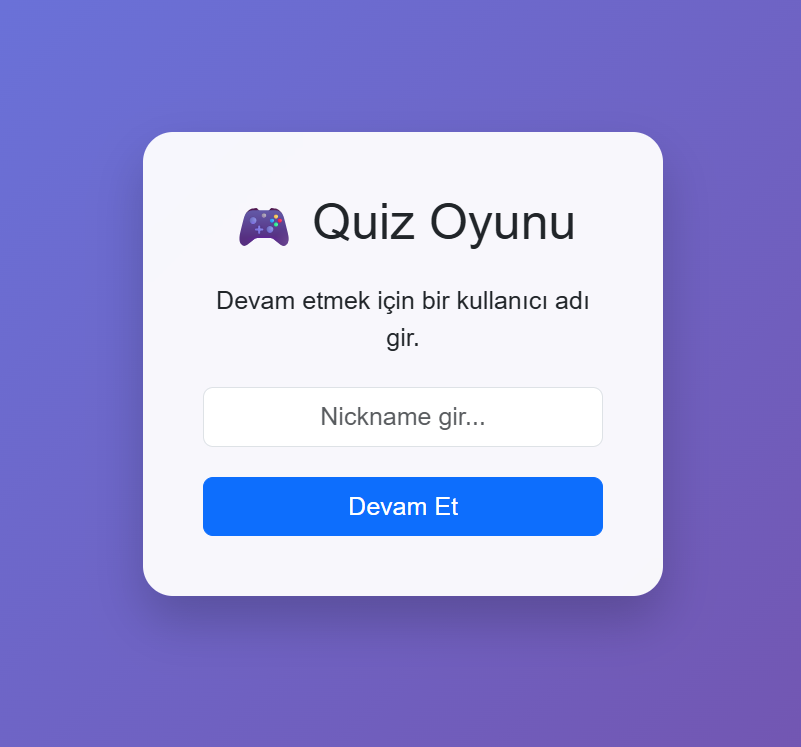 Quiz Oyunu
Devam etmek için bir kullanıcı adı
gir.
Nickname gir...
Devam Et